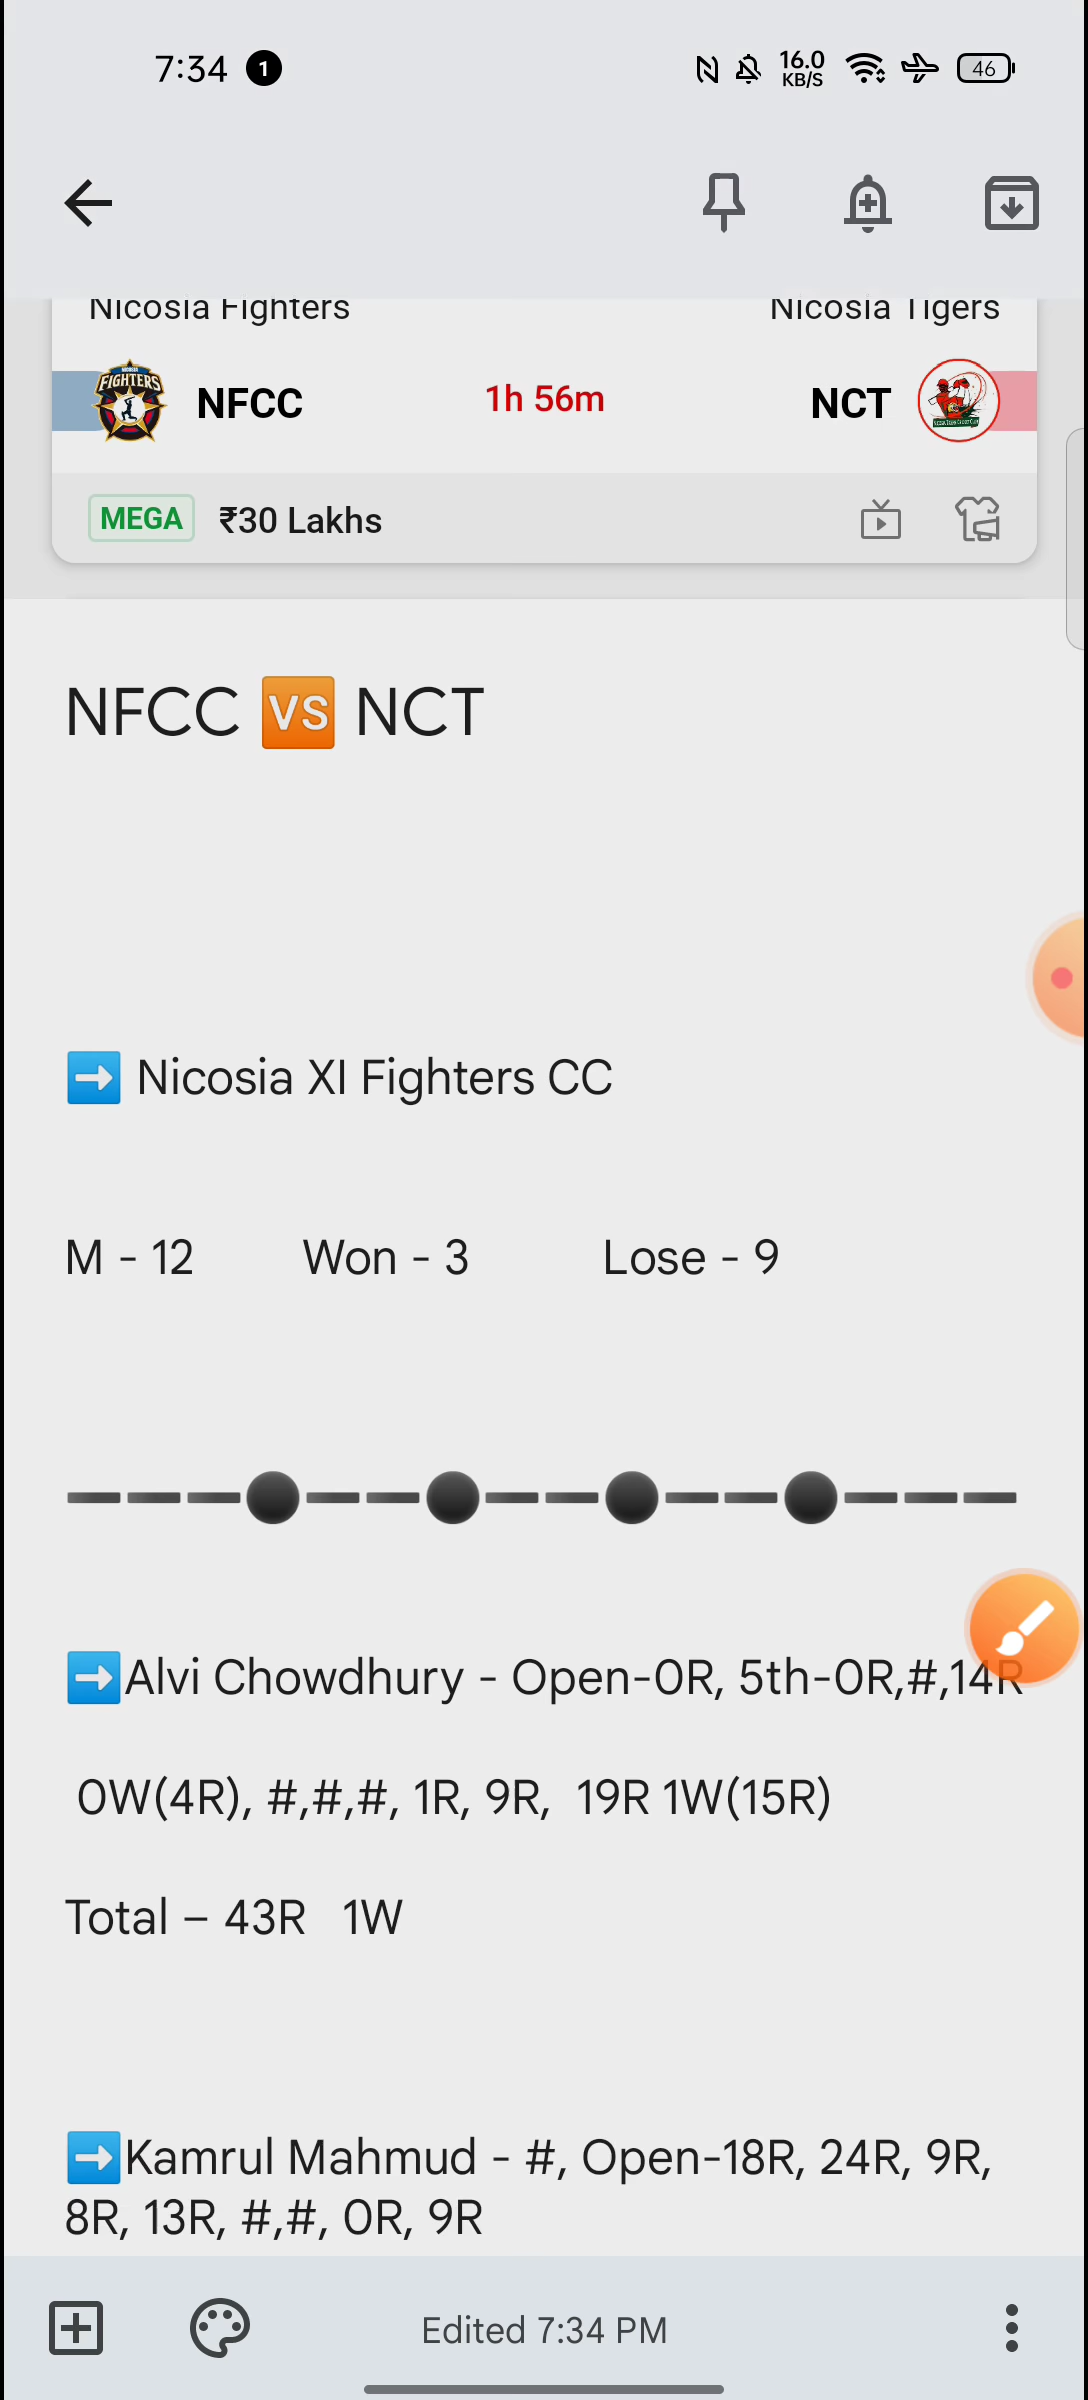 7:34 1 16.0 KB/S 46
Nicosia Fighters Nicosia Tigers
FIGHTERS NFCC 1h 56m NCT
MEGA ₹30 Lakhs
NFCC VS NCT
➡️ Nicosia XI Fighters CC
M - 12 Won - 3 Lose - 9
➡️Alvi Chowdhury - Open-0R, 5th-0R,#,14R
0W(4R), #,#,#, 1R, 9R, 19R 1W(15R)
Total – 43R 1W
➡️Kamrul Mahmud - #, Open-18R, 24R, 9R,
8R, 13R, #,#, 0R, 9R
Edited 7:34 PM